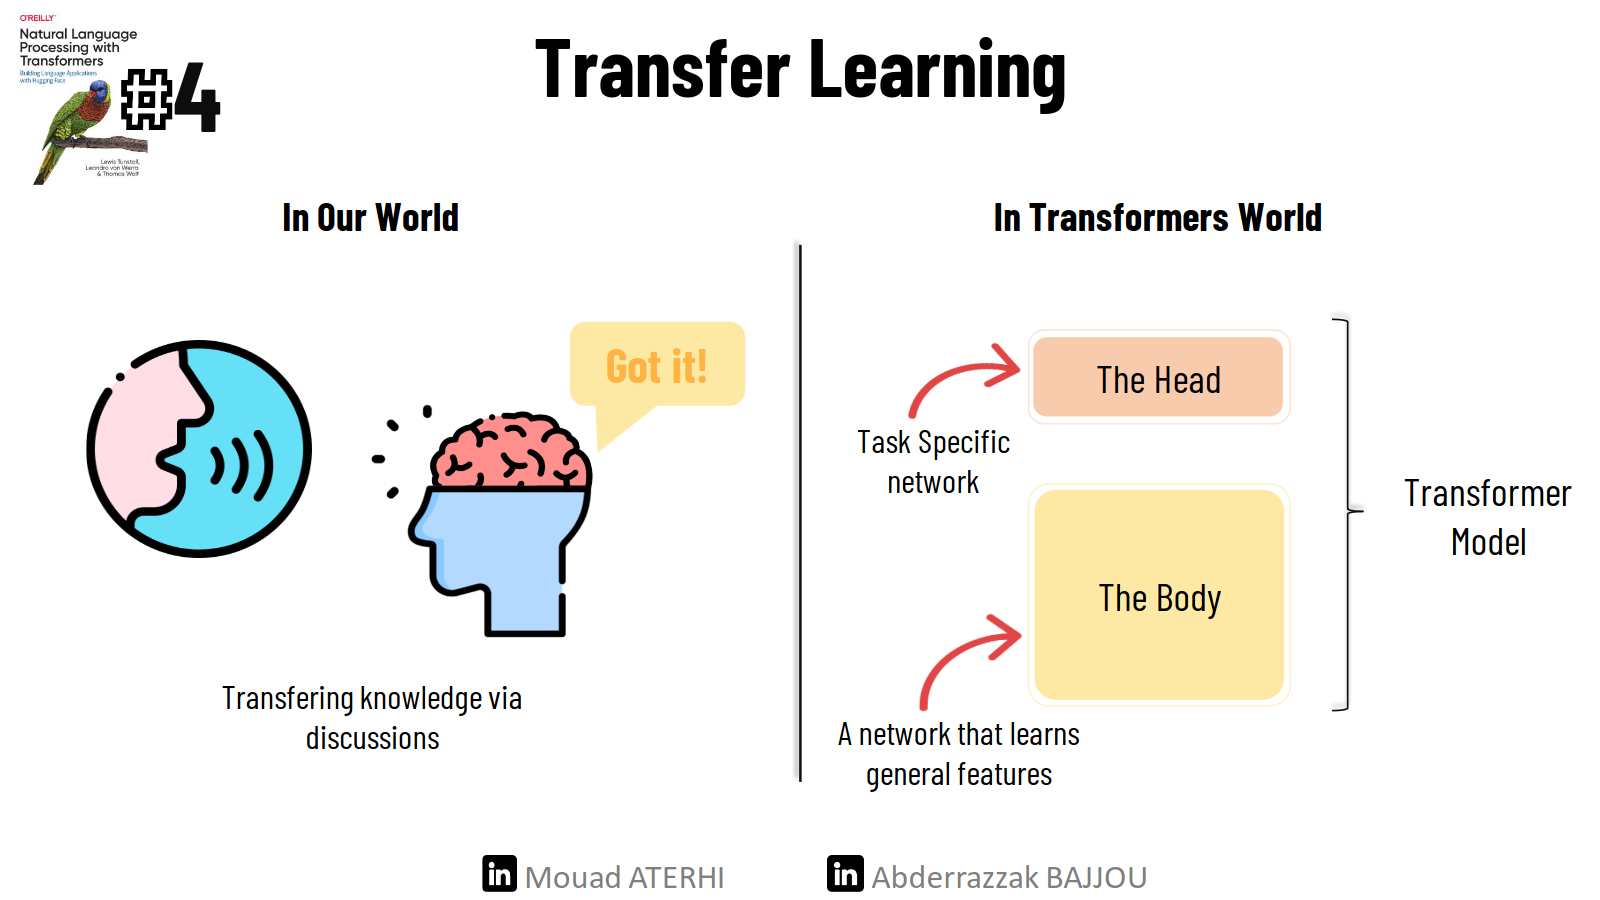 O'REILLY
Natural Language
Processing with
Transformers
Building Language Applications
with Hugging Face
#4
Lewis Tunstall,
Leandro von Werra
& Thomas Wolf
Transfer Learning
In Our World
Got it!
Transfering knowledge via
discussions
In Transformers World
The Head
Task Specific
network
The Body
A network that learns
general features
Transformer
Model
in Mouad ATERHI
in Abderrazzak BAJJOU